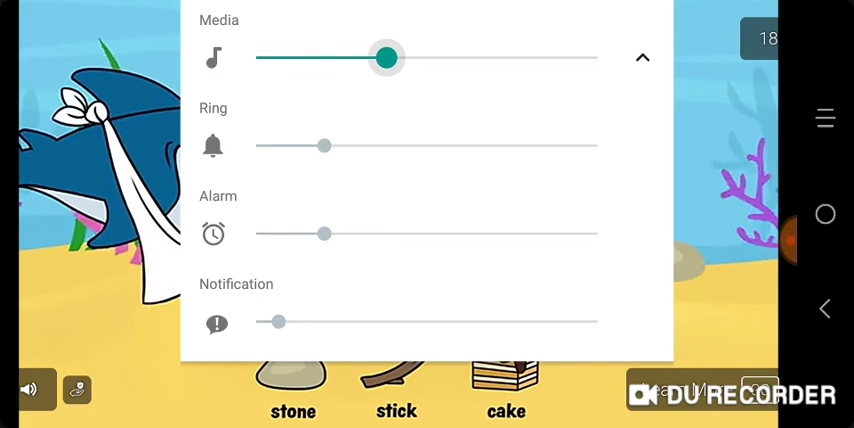 Media
18
Ring
Alarm
Notification
stone
stick
cake
DU RECORDER